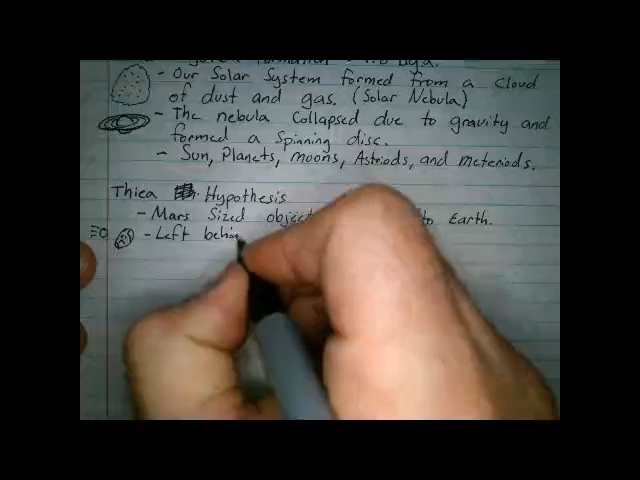 - Our Solar System formed from a cloud
of dust and gas. (Solar Nebula)
- The nebula collapsed due to gravity and
formed a spinning disc.
- Sun, Planets, moons, Astriods, and meteriods.
Thiea Hypothesis
- Mars Sized object to Earth.
- Left behin